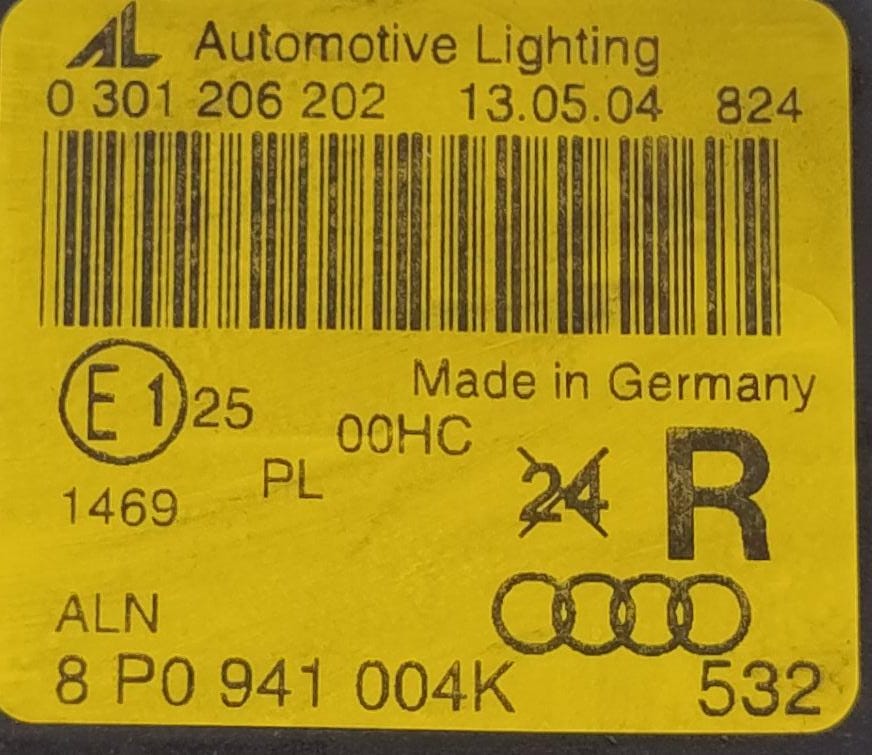 AL Automotive Lighting
0 301 206 202 13.05.04 824
Made in Germany
E 1 25
00HC
PL
24 R
1469
ALN
8 P0 941 004K 532